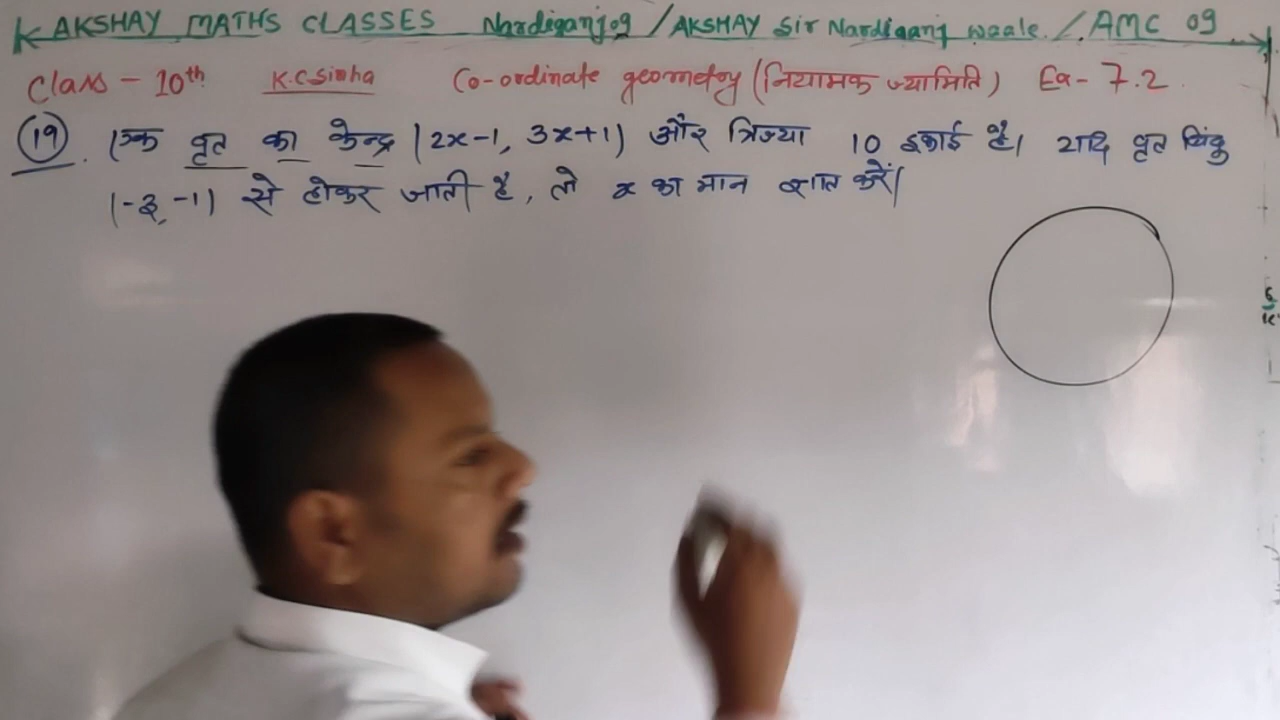 AKSHAY MATHS CLASSES Nardiganj09 / AKSHAY Sir Nardiganj waale. / AMC 09
Class - 10th K.C. Sinha Co-ordinate geometry (नियामक ज्यामिति) Ex- 7.2
(19). एक वृत का केन्द्र (2x-1, 3x+1) और त्रिज्या 10 इकाई है। यदि वृत बिंदु
(-3, -1) से होकर जाती है, तो x का मान ज्ञात करें।